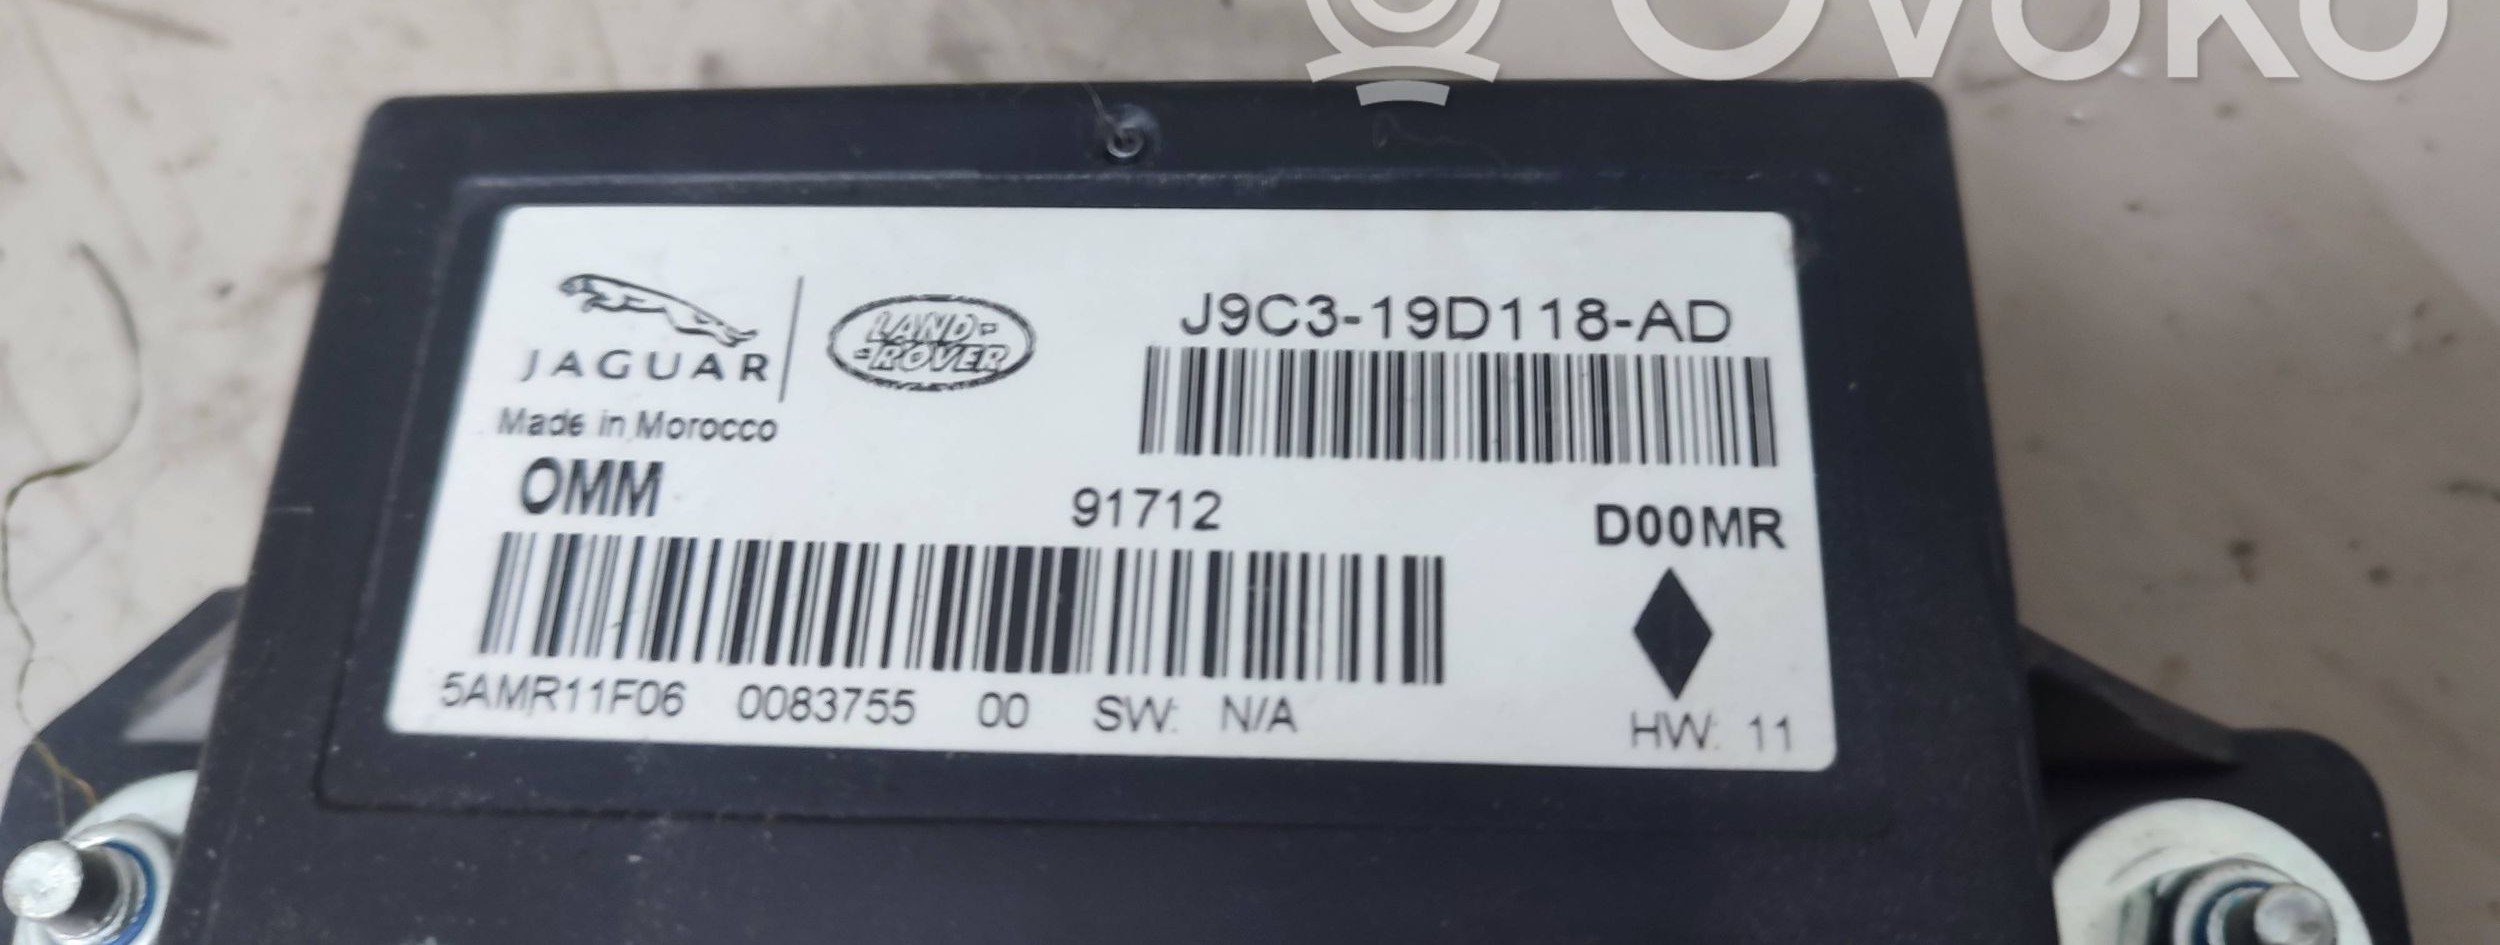 OVOKO
JAGUAR
LAND-
-ROVER
J9C3-19D118-AD
Made in Morocco
OMM
91712
D00MR
5AMR11F06 0083755 00 SW: N/A
HW: 11